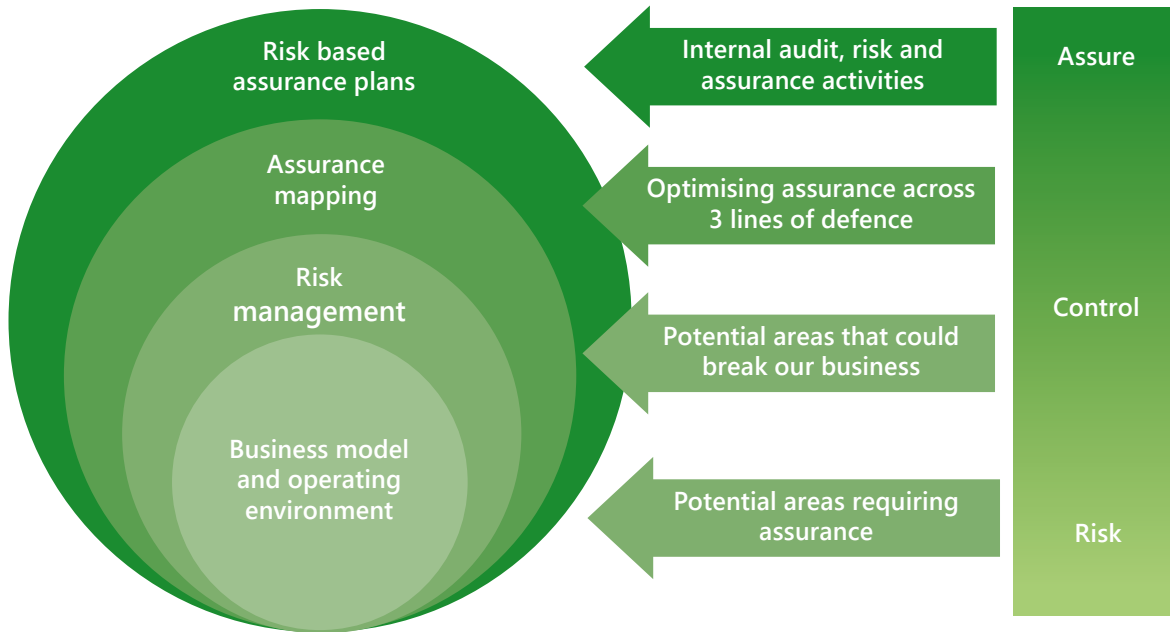 Risk based
assurance plans
Assurance
mapping
Risk
management
Business model
and operating
environment
Internal audit, risk and
assurance activities
Optimising assurance across
3 lines of defence
Potential areas that could
break our business
Potential areas requiring
assurance
Assure
Control
Risk